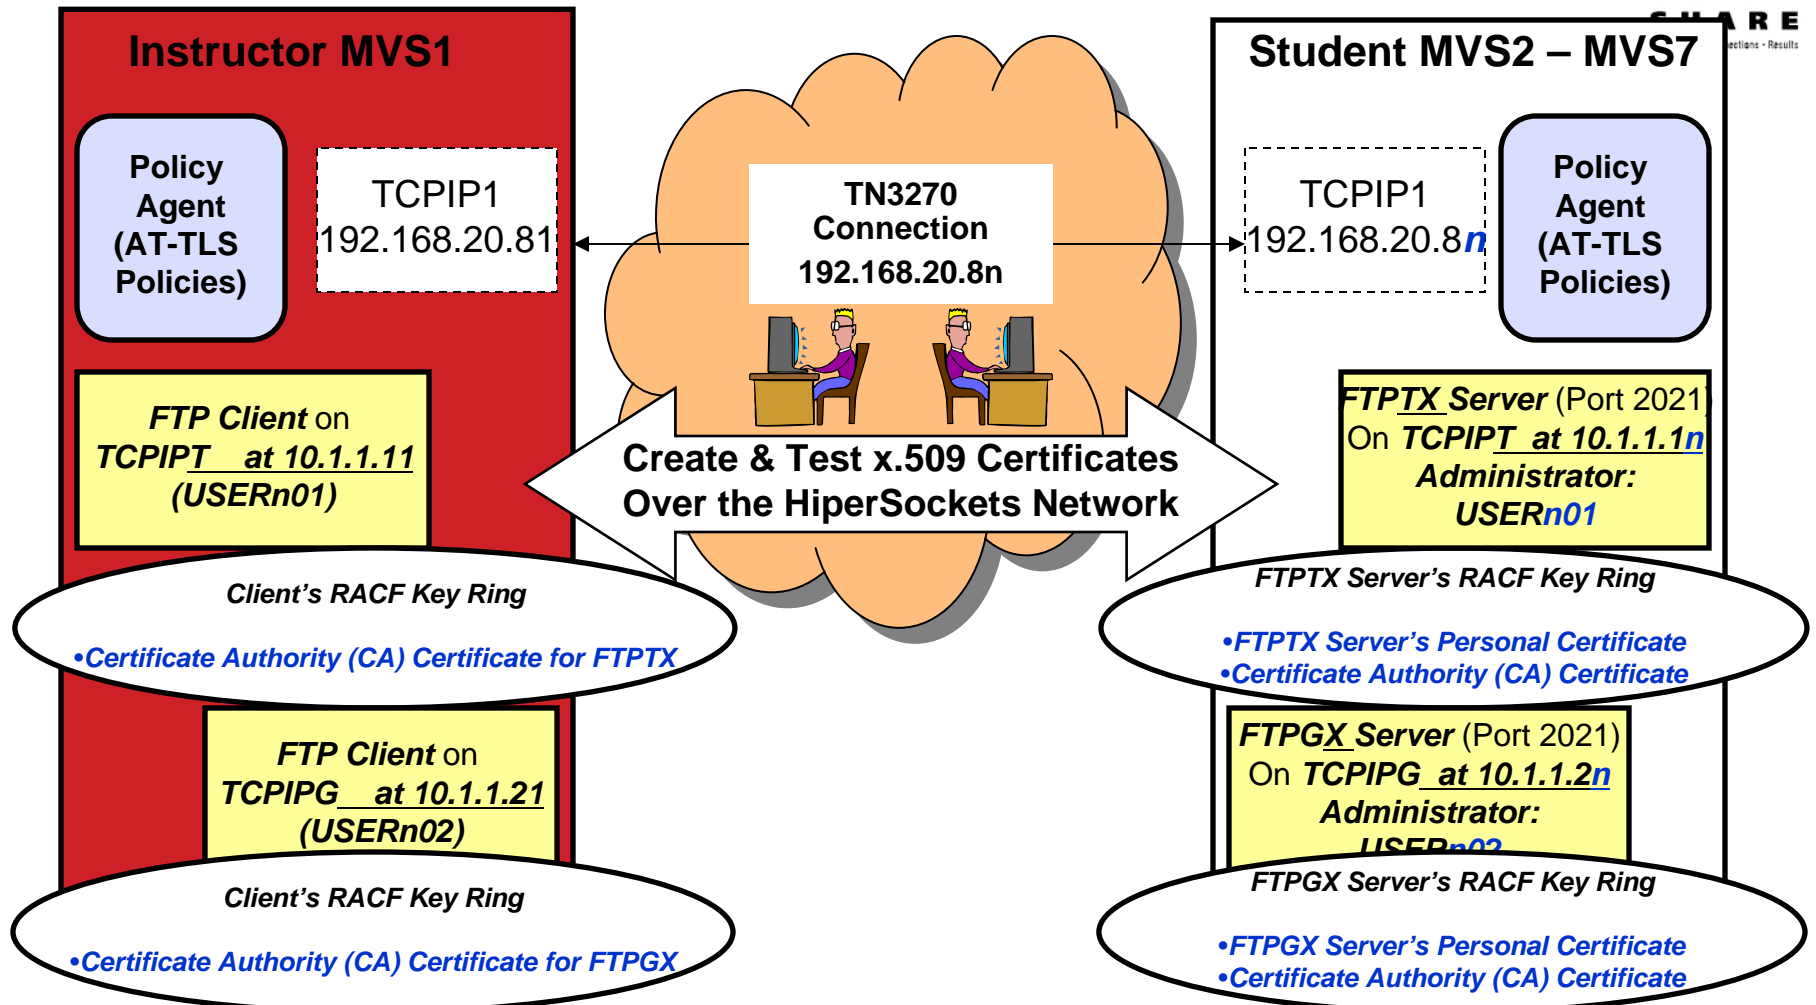 Instructor MVS1
Policy
Agent
(AT-TLS
Policies)
TCPIP1
192.168.20.81
FTP Client on
TCPIPT at 10.1.1.11
(USERn01)
Client's RACF Key Ring
•Certificate Authority (CA) Certificate for FTPTX
FTP Client on
TCPIPG at 10.1.1.21
(USERn02)
Client's RACF Key Ring
•Certificate Authority (CA) Certificate for FTPGX
TN3270
Connection
192.168.20.8n
Create & Test x.509 Certificates
Over the HiperSockets Network
Student MVS2 – MVS7
TCPIP1
192.168.20.8n
Policy
Agent
(AT-TLS
Policies)
FTPTX Server (Port 2021)
On TCPIPT at 10.1.1.1n
Administrator:
USERn01
FTPTX Server's RACF Key Ring
•FTPTX Server's Personal Certificate
•Certificate Authority (CA) Certificate
FTPGX Server (Port 2021)
On TCPIPG at 10.1.1.2n
Administrator:
USERn02
FTPGX Server's RACF Key Ring
•FTPGX Server's Personal Certificate
•Certificate Authority (CA) Certificate
SHARE
Results